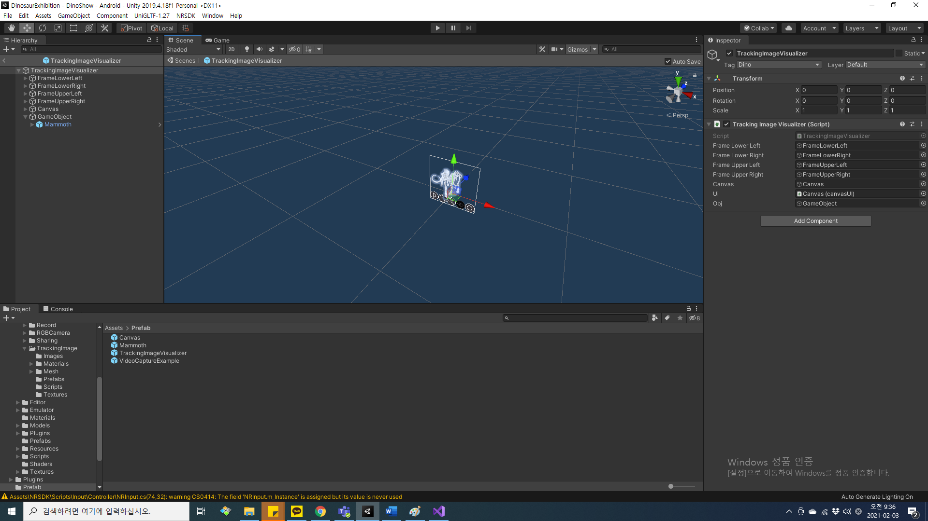 DinosaurExhibition - DinoShow - Android - Unity 2019.4.18f1 Personal <DX11>
File Edit Assets GameObject Component UniGLTF-1.27 NRSDK Window Help
Pivot Local Collab Account Layers Layout
Hierarchy
All
TrackingImageVisualizer
TrackingImageVisualizer
FrameLowerLeft
FrameLowerRight
FrameUpperLeft
FrameUpperRight
Canvas
GameObject
Mammoth
Scene Game
Shaded 2D 0 Gizmos All
Scenes TrackingImageVisualizer Auto Save
y
z
x
< Persp
Inspector
TrackingImageVisualizer Static
Tag Dino Layer Default
Transform
Position X 0 Y 0 Z 0
Rotation X 0 Y 0 Z 0
Scale X 1 Y 1 Z 1
Tracking Image Visualizer (Script)
Script TrackingImageVisualizer
Frame Lower Left FrameLowerLeft
Frame Lower Right FrameLowerRight
Frame Upper Left FrameUpperLeft
Frame Upper Right FrameUpperRight
Canvas Canvas
UI Canvas (canvasUI)
Obj GameObject
Add Component
Project Console
Record
RGBCamera
Sharing
TrackingImage
Images
Materials
Mesh
Prefabs
Scripts
Textures
Editor
Emulator
Materials
Models
Plugins
Prefabs
Resources
Scripts
Shaders
Textures
Plugins
Prefab
Assets Prefab
Canvas
Mammoth
TrackingImageVisualizer
VideoCaptureExample
Windows 정품 인증
[설정]으로 이동하여 Windows를 정품 인증합니다.
Assets\NRSDK\Scripts\Input\Controller\NRInput.cs(74,32): warning CS0414: The field 'NRInput.n_Instance' is assigned but its value is never used
Auto Generate Lighting On
검색하려면 여기에 입력하십시오.
오전 9:36
2021-02-03